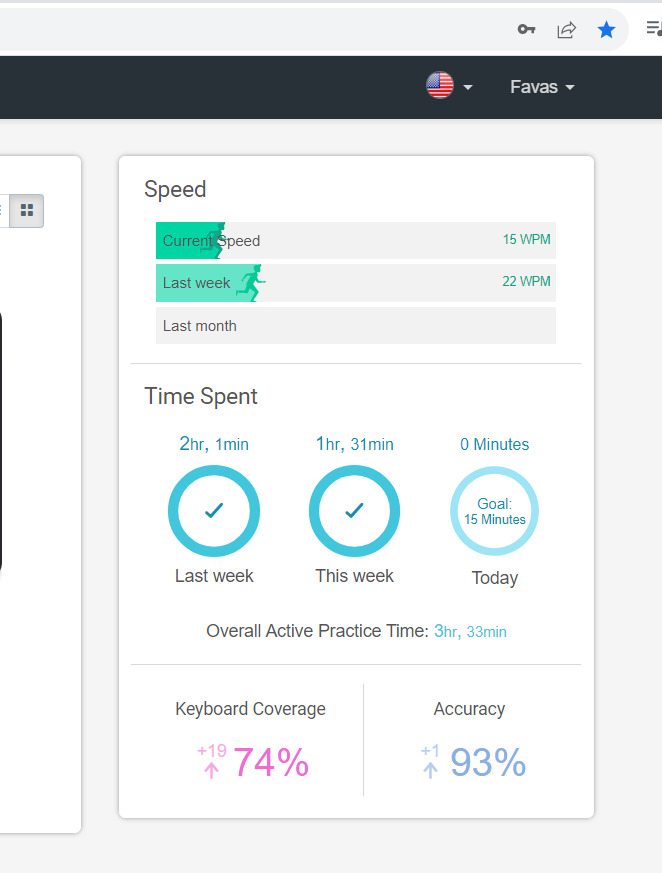 Favas
Speed
Current Speed 15 WPM
Last week 22 WPM
Last month
Time Spent
2hr, 1min 1hr, 31min 0 Minutes
Goal:
15 Minutes
Last week This week Today
Overall Active Practice Time: 3hr, 33min
Keyboard Coverage Accuracy
+19 74% +1 93%